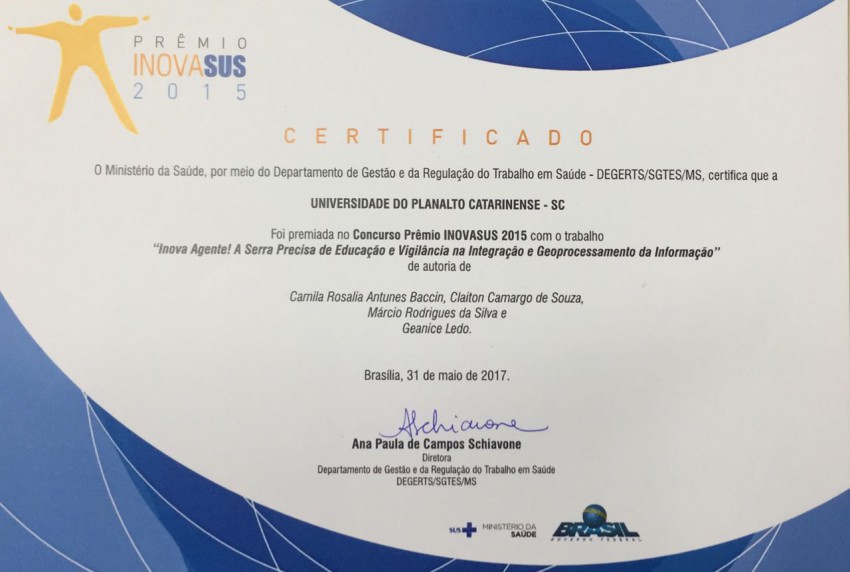 PRÊMIO
INOVASUS
2015
CERTIFICADO
O Ministério da Saúde, por meio do Departamento de Gestão e da Regulação do Trabalho em Saúde - DEGERTS/SGTES/MS, certifica que a
UNIVERSIDADE DO PLANALTO CATARINENSE - SC
Foi premiada no Concurso Prêmio INOVASUS 2015 com o trabalho
"Inova Agente! A Serra Precisa de Educação e Vigilância na Integração e Geoprocessamento da Informação"
de autoria de
Camila Rosalia Antunes Baccin, Claiton Camargo de Souza,
Márcio Rodrigues da Silva e
Geanice Ledo.
Brasília, 31 de maio de 2017.
ASchiavone
Ana Paula de Campos Schiavone
Diretora
Departamento de Gestão e da Regulação do Trabalho em Saúde
DEGERTS/SGTES/MS
SUS MINISTÉRIO DA SAÚDE
BRASIL
GOVERNO FEDERAL